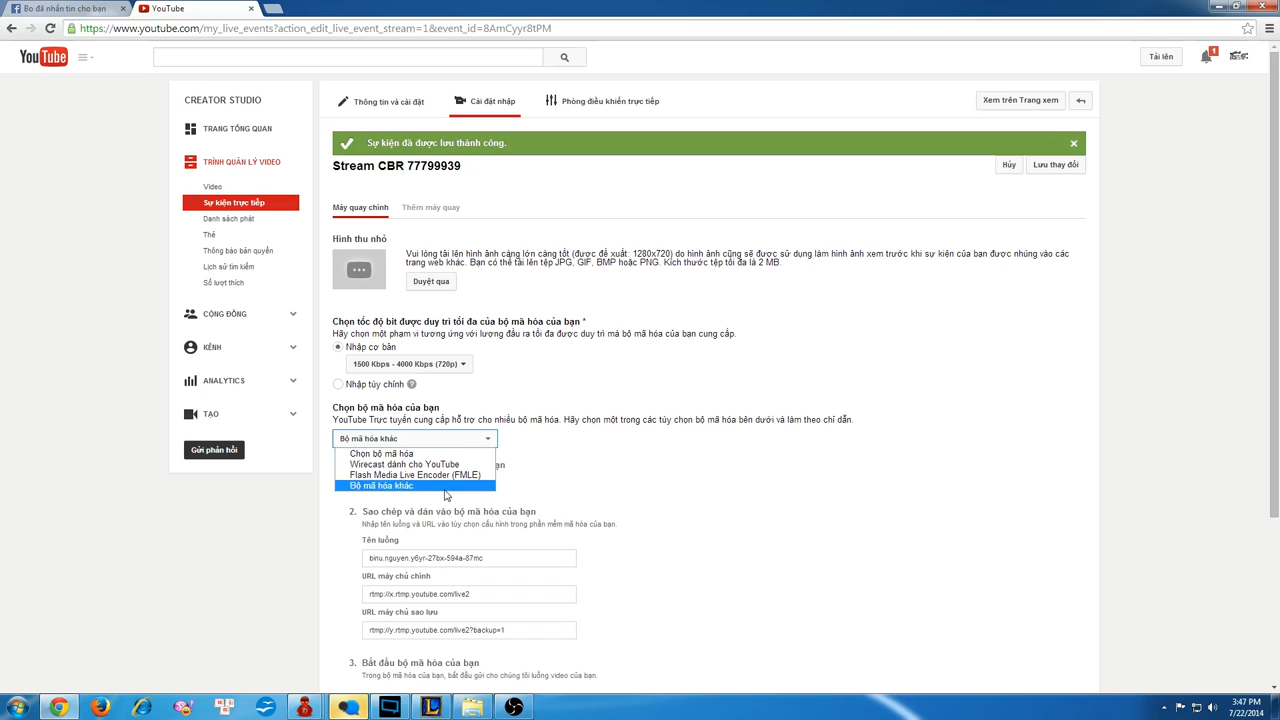 Bo đã nhắn tin cho bạn
YouTube
https://www.youtube.com/my_live_events?action_edit_live_event_stream=1&event_id=8AmCyyr8tPM
YouTube
Tải lên
1
CREATOR STUDIO
TRANG TỔNG QUAN
TRÌNH QUẢN LÝ VIDEO
Video
Sự kiện trực tiếp
Danh sách phát
Thẻ
Thông báo bản quyền
Lịch sử tìm kiếm
Số lượt thích
CỘNG ĐỒNG
KÊNH
ANALYTICS
TẠO
Gửi phản hồi
Thông tin và cài đặt
Cài đặt nhập
Phòng điều khiển trực tiếp
Xem trên Trang xem
Sự kiện đã được lưu thành công.
Stream CBR 77799939
Hủy
Lưu thay đổi
Máy quay chính
Thêm máy quay
Hình thu nhỏ
Vui lòng tải lên hình ảnh càng lớn càng tốt (được đề xuất: 1280x720) do hình ảnh cũng sẽ được sử dụng làm hình ảnh xem trước khi sự kiện của bạn được nhúng vào các
trang web khác. Bạn có thể tải lên tệp JPG, GIF, BMP hoặc PNG. Kích thước tệp tối đa là 2 MB.
Duyệt qua
Chọn tốc độ bit được duy trì tối đa của bộ mã hóa của bạn *
Hãy chọn một phạm vi tương ứng với lượng đầu ra tối đa được duy trì mà bộ mã hóa của bạn cung cấp.
Nhập cơ bản
1500 Kbps - 4000 Kbps (720p)
Nhập tùy chỉnh ?
Chọn bộ mã hóa của bạn
YouTube Trực tuyến cung cấp hỗ trợ cho nhiều bộ mã hóa. Hãy chọn một trong các tùy chọn bộ mã hóa bên dưới và làm theo chỉ dẫn.
Bộ mã hóa khác
Chọn bộ mã hóa
Wirecast dành cho YouTube
Flash Media Live Encoder (FMLE)
Bộ mã hóa khác
2. Sao chép và dán vào bộ mã hóa của bạn
Nhập tên luồng và URL vào tùy chọn cấu hình trong phần mềm mã hóa của bạn.
Tên luồng
binu.nguyen.y6yr-27bx-594a-87mc
URL máy chủ chính
rtmp://x.rtmp.youtube.com/live2
URL máy chủ sao lưu
rtmp://y.rtmp.youtube.com/live2?backup=1
3. Bắt đầu bộ mã hóa của bạn
Trong bộ mã hóa của bạn, bắt đầu gửi cho chúng tôi luồng video của bạn.
3:47 PM
7/22/2014